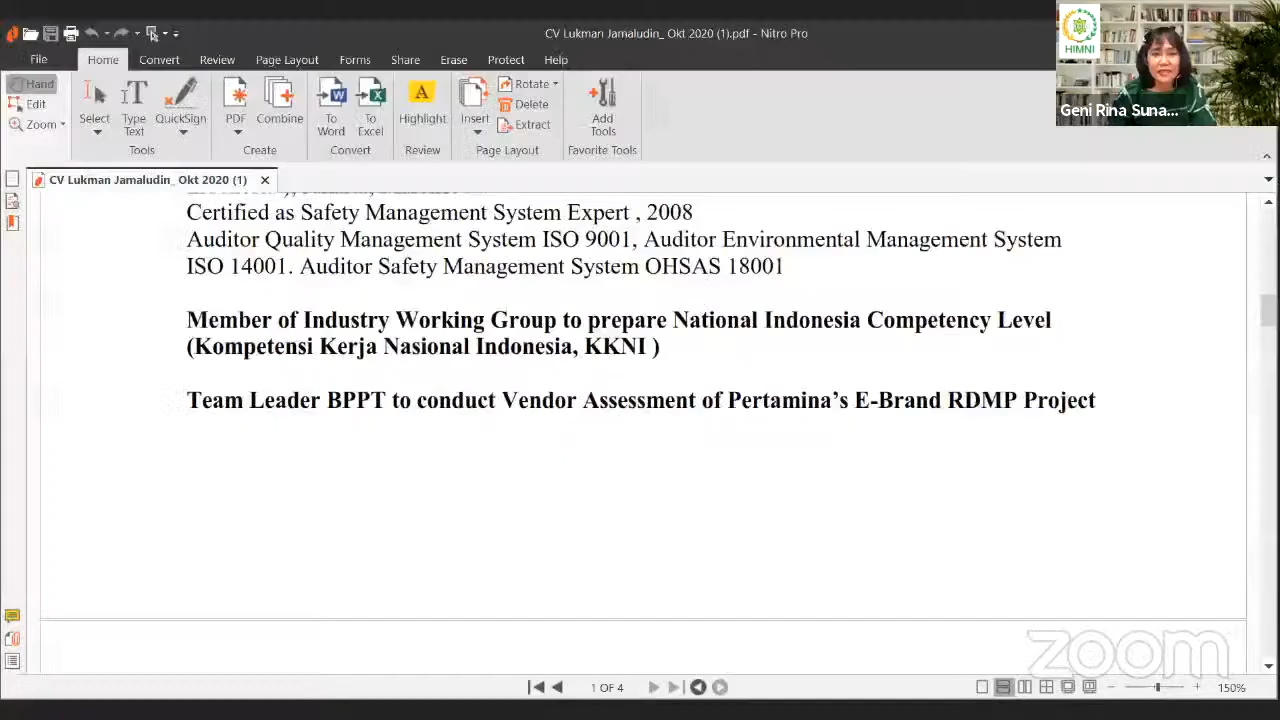 CV Lukman Jamaludin_ Okt 2020 (1).pdf - Nitro Pro
HIMNI
Geni Rina Suna...
File Home Convert Review Page Layout Forms Share Erase Protect Help
Hand
Edit
Zoom
Select
Type Text
QuickSign
Tools
PDF
Combine
Create
To Word
To Excel
Convert
Highlight
Review
Insert
Rotate
Delete
Extract
Page Layout
Add Tools
Favorite Tools
CV Lukman Jamaludin_ Okt 2020 (1)
Certified as Safety Management System Expert , 2008
Auditor Quality Management System ISO 9001, Auditor Environmental Management System
ISO 14001. Auditor Safety Management System OHSAS 18001
Member of Industry Working Group to prepare National Indonesia Competency Level
(Kompetensi Kerja Nasional Indonesia, KKNI )
Team Leader BPPT to conduct Vendor Assessment of Pertamina’s E-Brand RDMP Project
zoom
1 OF 4
150%